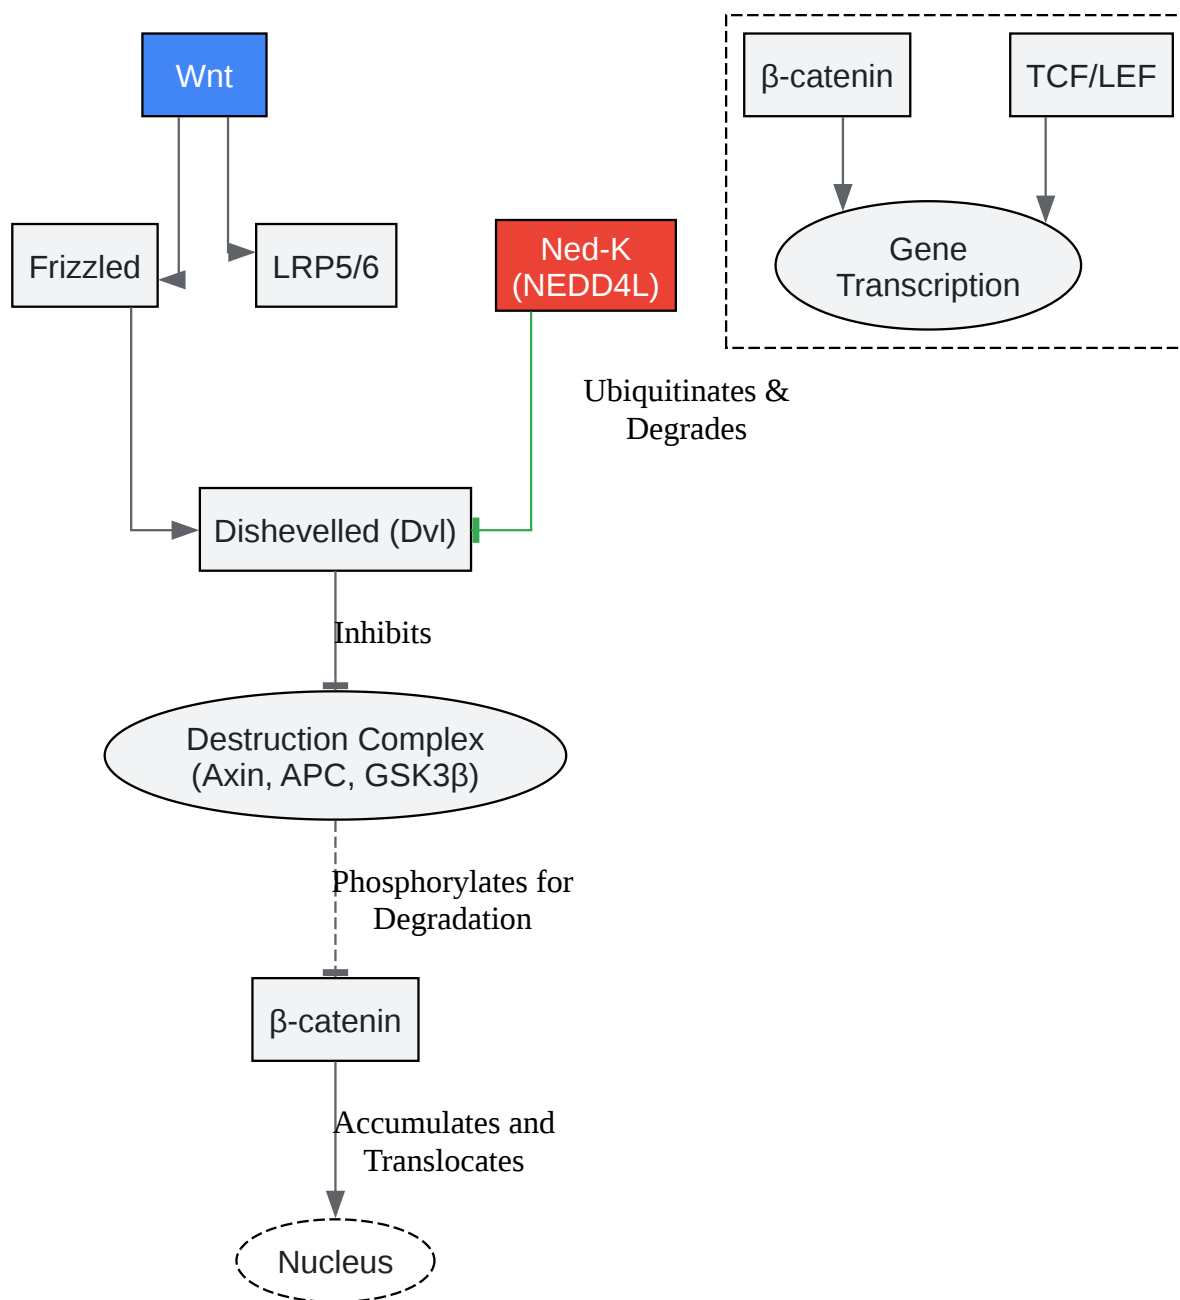 Wnt
β-catenin
TCF/LEF
Frizzled
LRP5/6
Ned-K
(NEDD4L)
Gene
Transcription
Ubiquitinates &
Degrades
Dishevelled (Dvl)
Inhibits
Destruction Complex
(Axin, APC, GSK3β)
Phosphorylates for
Degradation
β-catenin
Accumulates and
Translocates
Nucleus